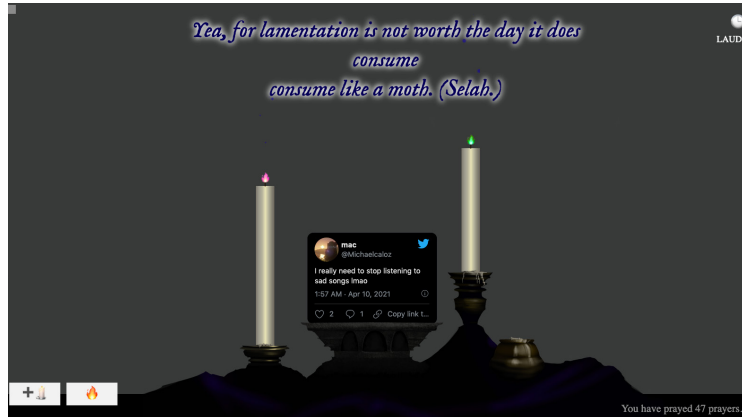 Yea, for lamentation is not worth the day it does
consume
consume like a moth. (Selah.)
LAUD
mac
@Michaelcaloz
I really need to stop listening to
sad songs lmao
1:57 AM · Apr 10, 2021
2 1 Copy link t...
You have prayed 47 prayers.